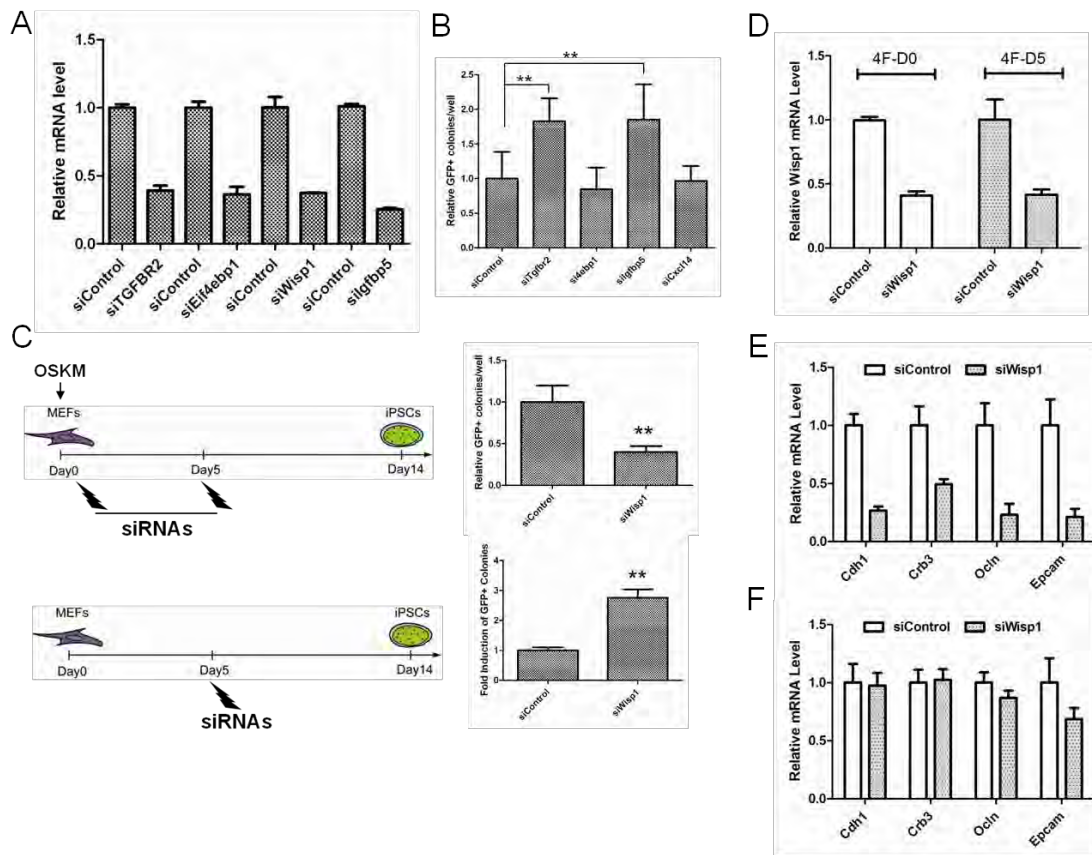 A
Relative mRNA level
1.5
1.0
0.5
0.0
siControl
siTGFBR2
siControl
siEif4ebp1
siControl
siWisp1
siControl
siIgfbp5
B
Relative GFP+ colonies/well
2.5
2.0
1.5
1.0
0.5
0.0
**
**
siControl
siTgfbr2
si4ebp1
siIgfbp5
siCxcl14
C
OSKM
MEFs
iPSCs
Day0
Day5
Day14
siRNAs
MEFs
iPSCs
Day0
Day5
Day14
siRNAs
Relative GFP+ colonies/well
1.5
1.0
0.5
0.0
**
siControl
siWisp1
Fold Induction of GFP+ Colonies
4
3
2
1
0
**
siControl
siWisp1
D
Relative Wisp1 mRNA Level
1.5
1.0
0.5
0.0
4F-D0
4F-D5
siControl
siWisp1
siControl
siWisp1
E
Relative mRNA Level
1.5
1.0
0.5
0.0
siControl
siWisp1
Cdh1
Crb3
Ocln
Epcam
F
Relative mRNA Level
1.5
1.0
0.5
0.0
siControl
siWisp1
Cdh1
Crb3
Ocln
Epcam